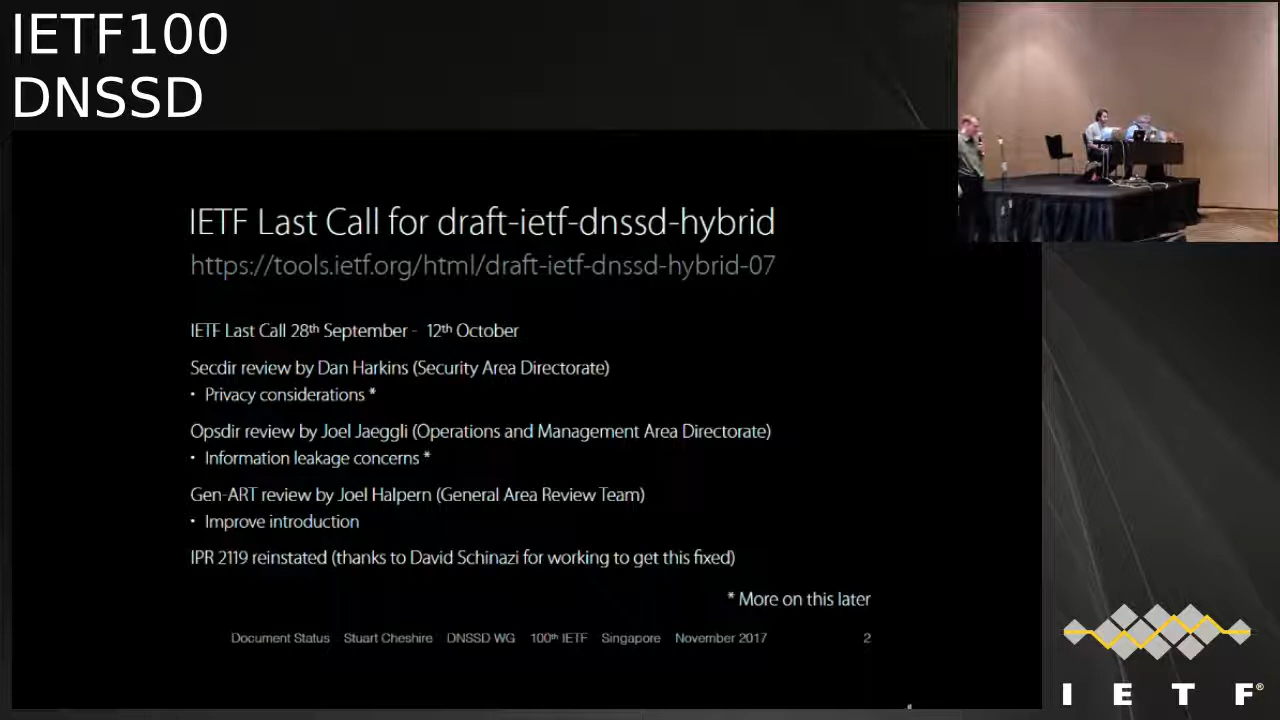 IETF100
DNSSD
IETF Last Call for draft-ietf-dnssd-hybrid
https://tools.ietf.org/html/draft-ietf-dnssd-hybrid-07
IETF Last Call 28th September - 12th October
Secdir review by Dan Harkins (Security Area Directorate)
• Privacy considerations *
Opsdir review by Joel Jaeggli (Operations and Management Area Directorate)
• Information leakage concerns *
Gen-ART review by Joel Halpern (General Area Review Team)
• Improve introduction
IPR 2119 reinstated (thanks to David Schinazi for working to get this fixed)
* More on this later
Document Status Stuart Cheshire DNSSD WG 100th IETF Singapore November 2017 2
I E T F®